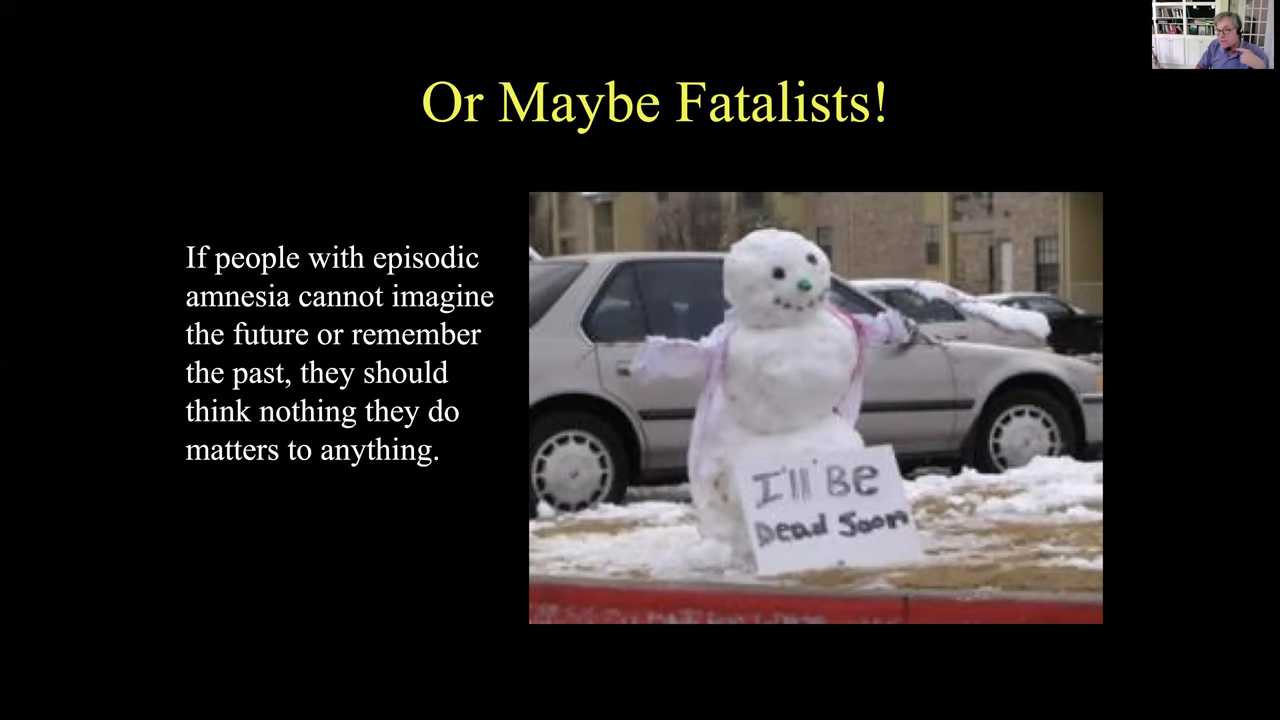 Or Maybe Fatalists!
If people with episodic
amnesia cannot imagine
the future or remember
the past, they should
think nothing they do
matters to anything.
I'll Be
Dead Soon